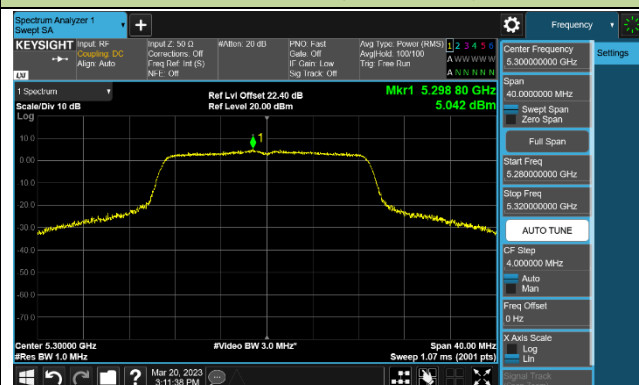 Spectrum Analyzer 1
Swept SA
+
Frequency
KEYSIGHT
Input: RF
Coupling: DC
Align: Auto
Input Z: 50 Ω
Corrections: Off
Freq Ref: Int (S)
NFE: Off
#Atten: 20 dB
PNO: Fast
Gate: Off
IF Gain: Low
Sig Track: Off
Avg Type: Power (RMS)
Avg|Hold: 100/100
Trig: Free Run
1 2 3 4 5 6
A W W W W W
A N N N N N
LXI
1 Spectrum
Scale/Div 10 dB
Log
Ref Lvl Offset 22.40 dB
Ref Level 20.00 dBm
Mkr1 5.298 80 GHz
5.042 dBm
1
10.0
0.00
-10.0
-20.0
-30.0
-40.0
-50.0
-60.0
-70.0
Center 5.30000 GHz
#Res BW 1.0 MHz
#Video BW 3.0 MHz*
Span 40.00 MHz
Sweep 1.07 ms (2001 pts)
Center Frequency
5.300000000 GHz
Span
40.0000000 MHz
Swept Span
Zero Span
Full Span
Start Freq
5.280000000 GHz
Stop Freq
5.320000000 GHz
AUTO TUNE
CF Step
4.000000 MHz
Auto
Man
Freq Offset
0 Hz
X Axis Scale
Log
Lin
Signal Track
Settings
?
Mar 20, 2023
3:11:38 PM